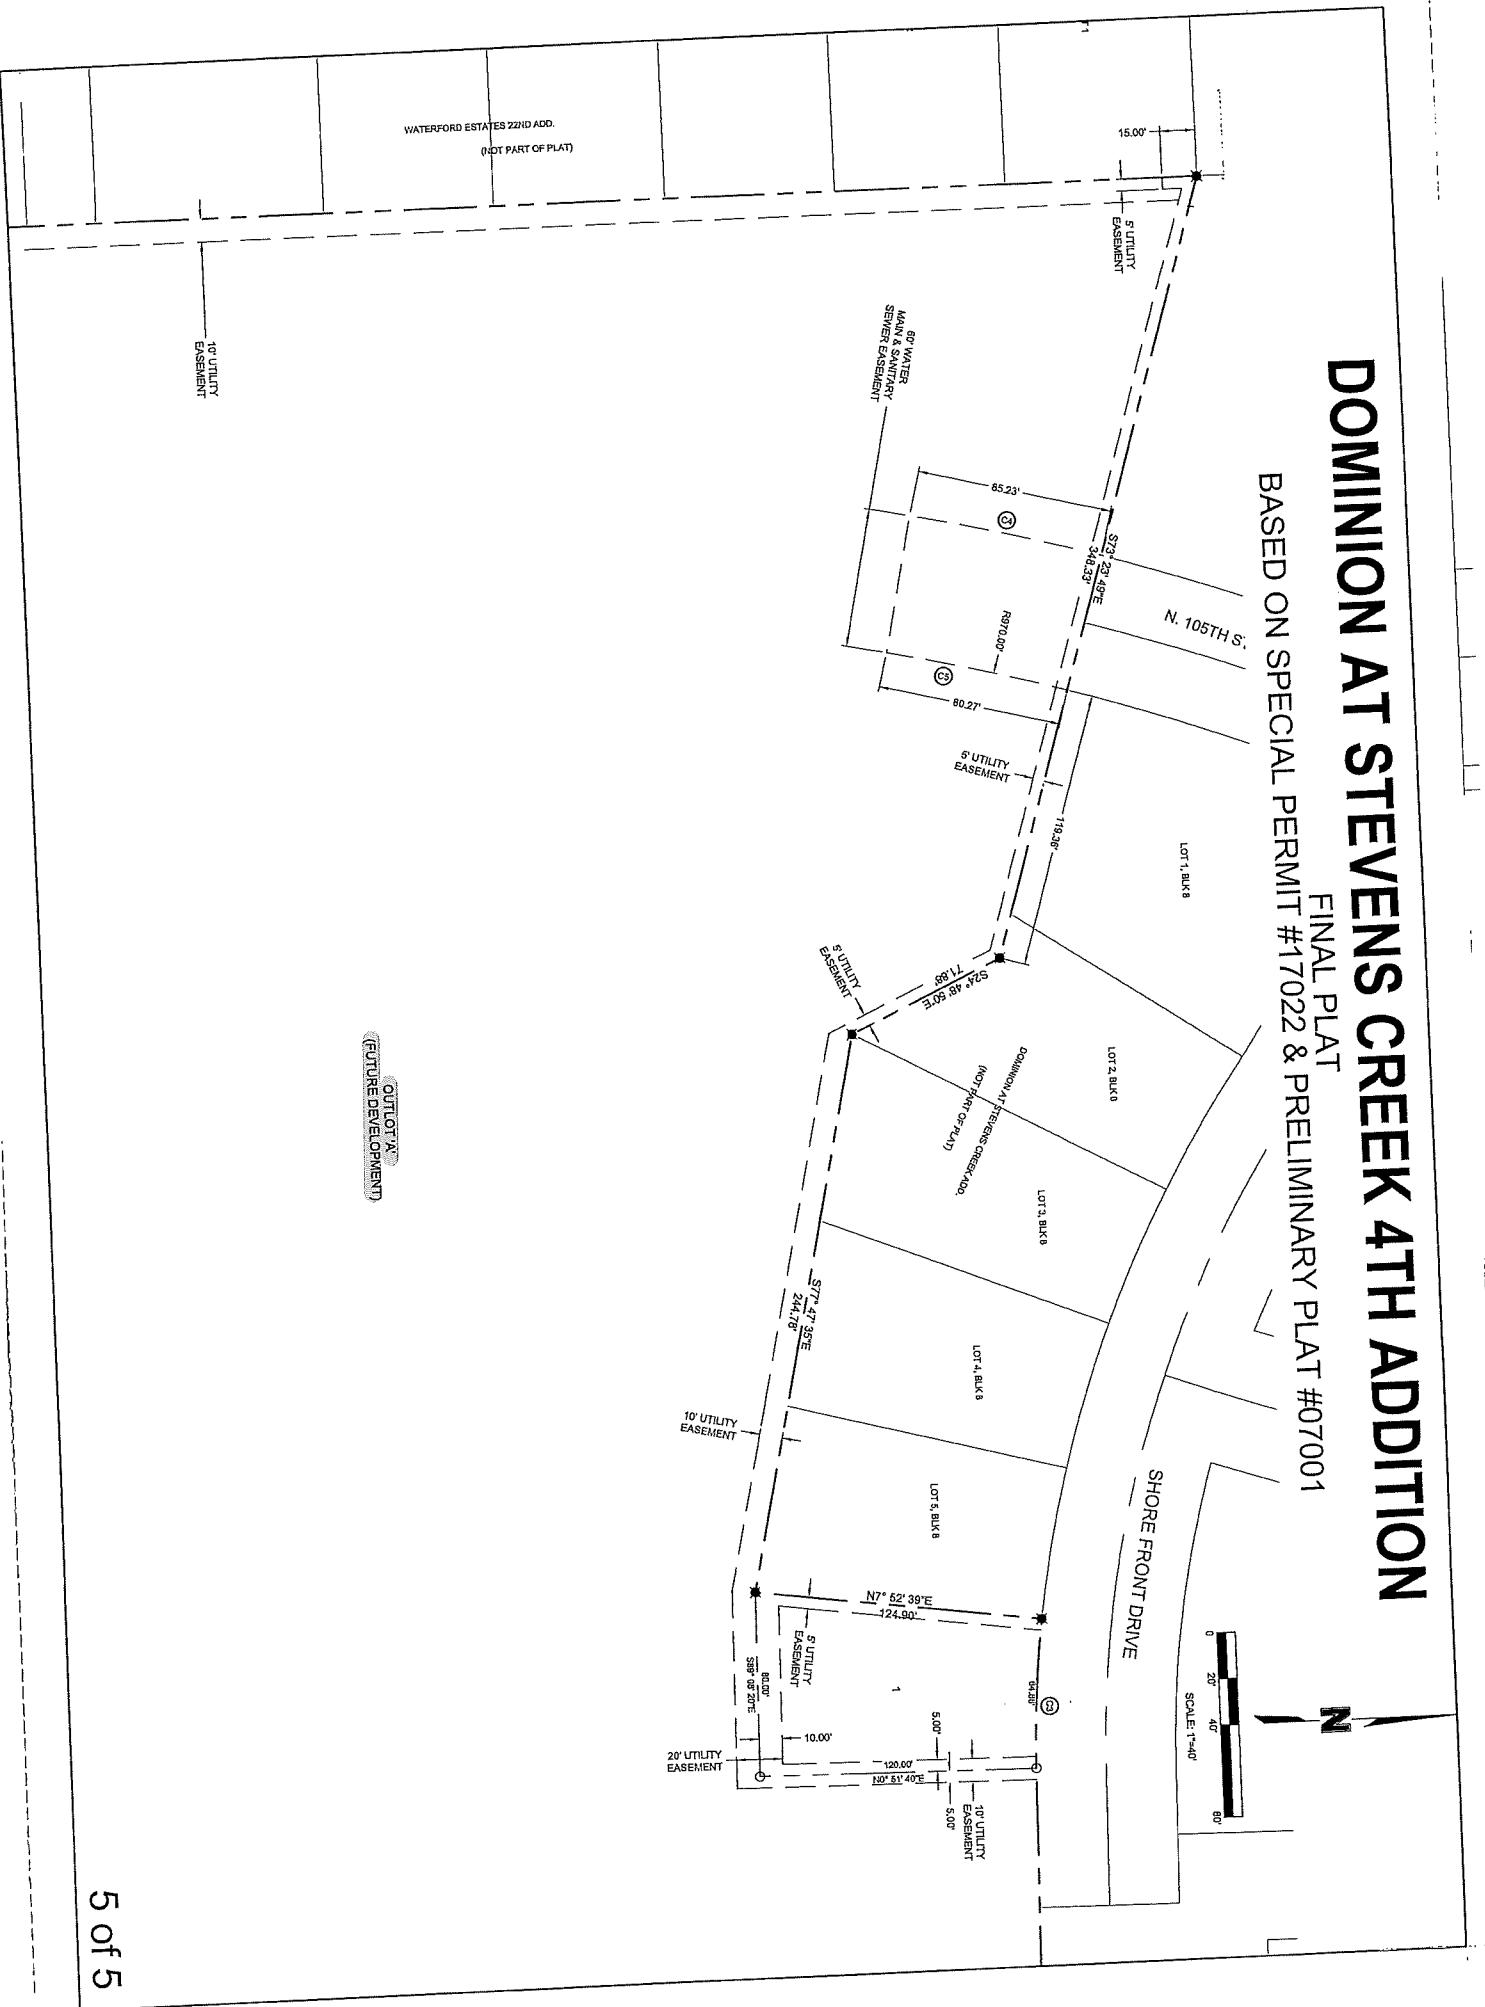 DOMINION AT STEVENS CREEK 4TH ADDITION
FINAL PLAT
BASED ON SPECIAL PERMIT #17022 & PRELIMINARY PLAT #07001
N
0 20' 40' 80'
SCALE: 1"=40'
WATERFORD ESTATES 22ND ADD.
(NOT PART OF PLAT)
15.00'
5' UTILITY
EASEMENT
10' UTILITY
EASEMENT
60' WATER
MAIN & SANITARY
SEWER EASEMENT
85.23'
C4
S73° 23' 49"E
348.33'
N. 105TH S
R970.00'
C5
80.27'
5' UTILITY
EASEMENT
119.36'
LOT 1, BLK 8
S24° 48' 50"E
71.88'
5' UTILITY
EASEMENT
LOT 2, BLK 8
DOMINION AT STEVENS CREEK ADD.
(NOT PART OF PLAT)
LOT 3, BLK 8
S77° 47' 35"E
244.78'
LOT 4, BLK 8
10' UTILITY
EASEMENT
LOT 5, BLK 8
SHORE FRONT DRIVE
N7° 52' 39"E
124.90'
5' UTILITY
EASEMENT
80.00'
S89° 08' 20"E
1
64.88'
C3
10.00'
20' UTILITY
EASEMENT
5.00'
120.00'
N0° 51' 40"E
5.00'
10' UTILITY
EASEMENT
OUTLOT 'A'
(FUTURE DEVELOPMENT)
5 of 5